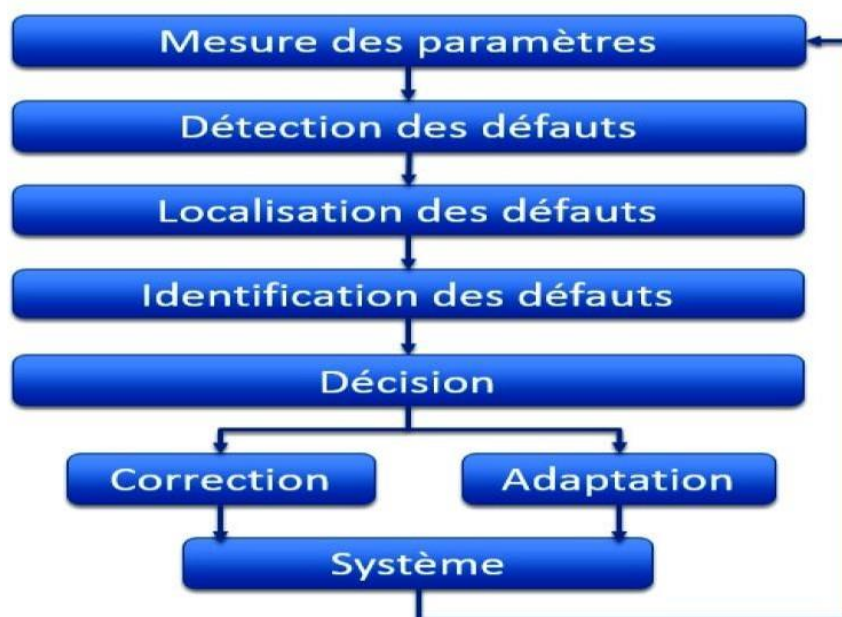 Mesure des paramètres
Détection des défauts
Localisation des défauts
Identification des défauts
Décision
Correction
Adaptation
Système